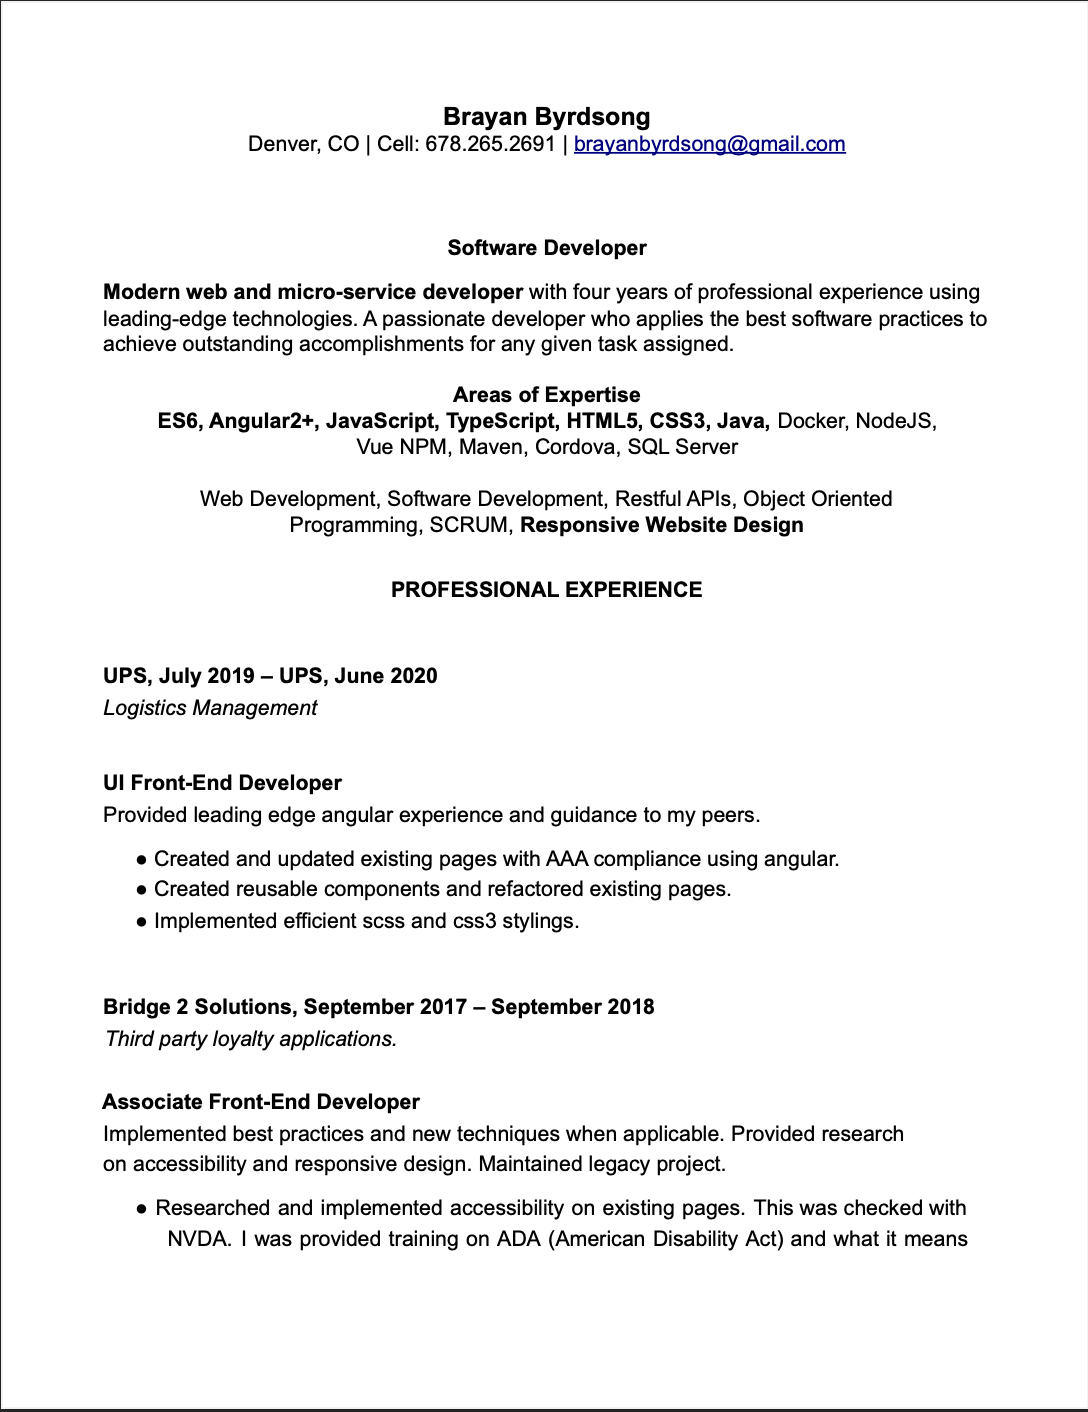 Brayan Byrdsong
Denver, CO | Cell: 678.265.2691 | brayanbyrdsong@gmail.com
Software Developer
Modern web and micro-service developer with four years of professional experience using
leading-edge technologies. A passionate developer who applies the best software practices to
achieve outstanding accomplishments for any given task assigned.
Areas of Expertise
ES6, Angular2+, JavaScript, TypeScript, HTML5, CSS3, Java, Docker, NodeJS,
Vue NPM, Maven, Cordova, SQL Server
Web Development, Software Development, Restful APIs, Object Oriented
Programming, SCRUM, Responsive Website Design
PROFESSIONAL EXPERIENCE
UPS, July 2019 – UPS, June 2020
Logistics Management
UI Front-End Developer
Provided leading edge angular experience and guidance to my peers.
● Created and updated existing pages with AAA compliance using angular.
● Created reusable components and refactored existing pages.
● Implemented efficient scss and css3 stylings.
Bridge 2 Solutions, September 2017 – September 2018
Third party loyalty applications.
Associate Front-End Developer
Implemented best practices and new techniques when applicable. Provided research
on accessibility and responsive design. Maintained legacy project.
● Researched and implemented accessibility on existing pages. This was checked with
NVDA. I was provided training on ADA (American Disability Act) and what it means